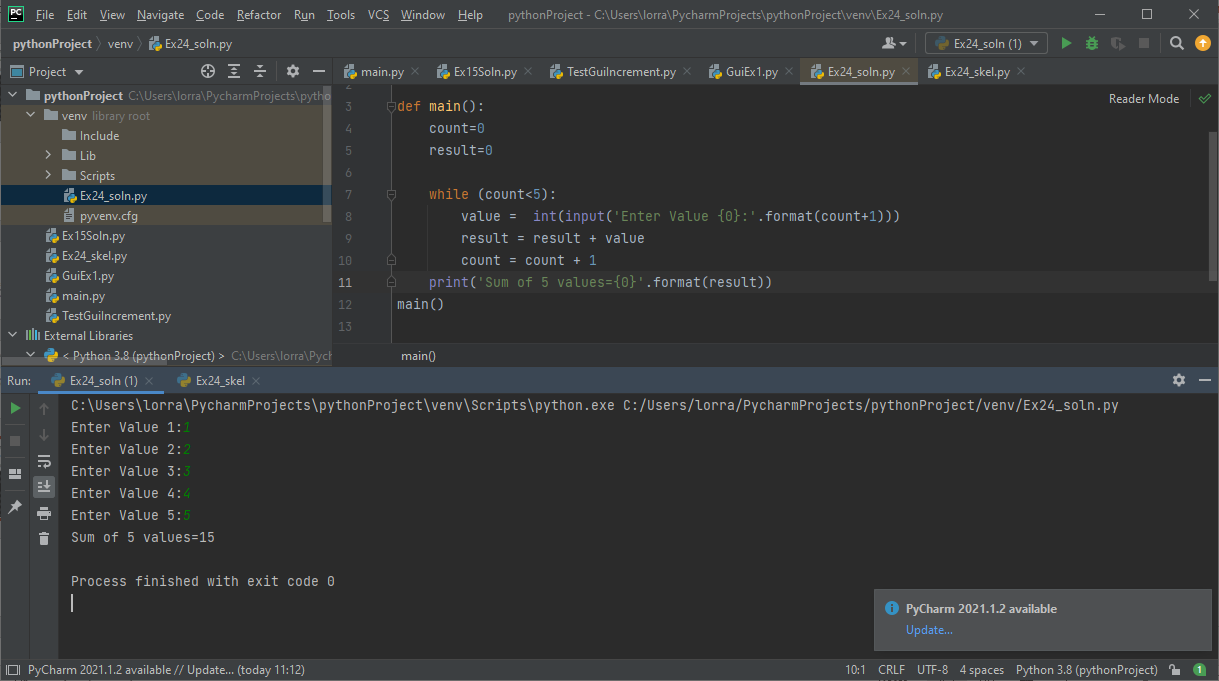 PC File Edit View Navigate Code Refactor Run Tools VCS Window Help pythonProject - C:\Users\lorra\PycharmProjects\pythonProject\venv\Ex24_soln.py
pythonProject venv Ex24_soln.py Ex24_soln (1)
Project main.py Ex15Soln.py TestGuiIncrement.py GuiEx1.py Ex24_soln.py Ex24_skel.py
pythonProject C:\Users\lorra\PycharmProjects\pytho
venv library root
Include
Lib
Scripts
Ex24_soln.py
pyvenv.cfg
Ex15Soln.py
Ex24_skel.py
GuiEx1.py
main.py
TestGuiIncrement.py
External Libraries
< Python 3.8 (pythonProject) > C:\Users\lorra\Pych
Reader Mode
2
3 def main():
4 count=0
5 result=0
6
7 while (count<5):
8 value =  int(input('Enter Value {0}:'.format(count+1)))
9 result = result + value
10 count = count + 1
11 print('Sum of 5 values={0}'.format(result))
12 main()
13
main()
Run: Ex24_soln (1) Ex24_skel
C:\Users\lorra\PycharmProjects\pythonProject\venv\Scripts\python.exe C:/Users/lorra/PycharmProjects/pythonProject/venv/Ex24_soln.py
Enter Value 1:1
Enter Value 2:2
Enter Value 3:3
Enter Value 4:4
Enter Value 5:5
Sum of 5 values=15
Process finished with exit code 0
PyCharm 2021.1.2 available
Update...
PyCharm 2021.1.2 available // Update... (today 11:12) 10:1 CRLF UTF-8 4 spaces Python 3.8 (pythonProject) 1